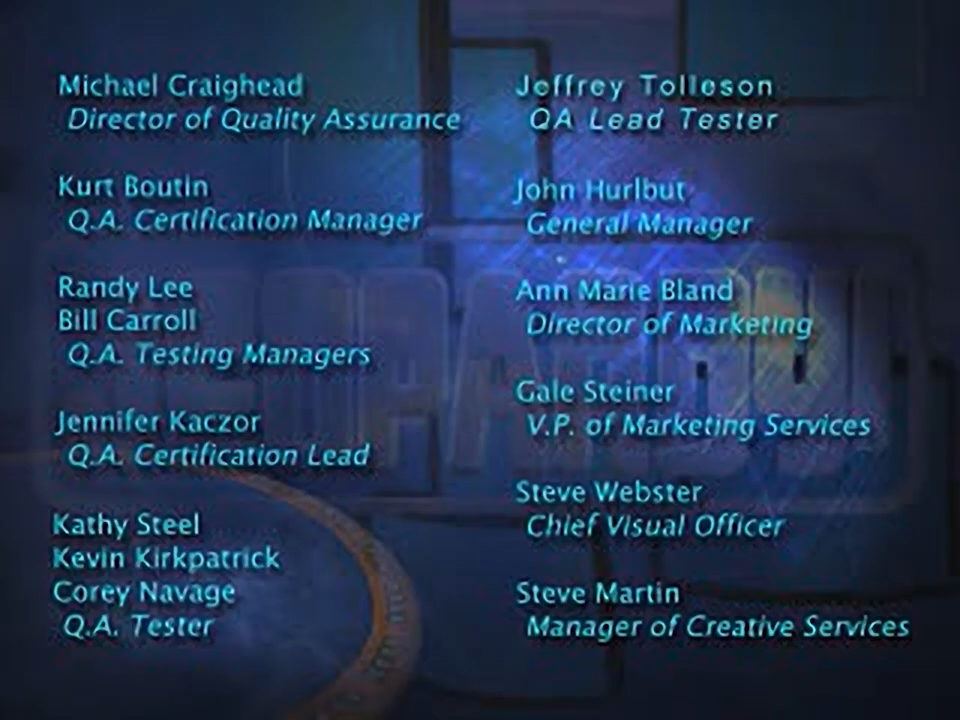 Michael Craighead
Director of Quality Assurance
Kurt Boutin
Q.A. Certification Manager
Randy Lee
Bill Carroll
Q.A. Testing Managers
Jennifer Kaczor
Q.A. Certification Lead
Kathy Steel
Kevin Kirkpatrick
Corey Navage
Q.A. Tester
Jeffrey Tolleson
QA Lead Tester
John Hurlbut
General Manager
Ann Marie Bland
Director of Marketing
Gale Steiner
V.P. of Marketing Services
Steve Webster
Chief Visual Officer
Steve Martin
Manager of Creative Services